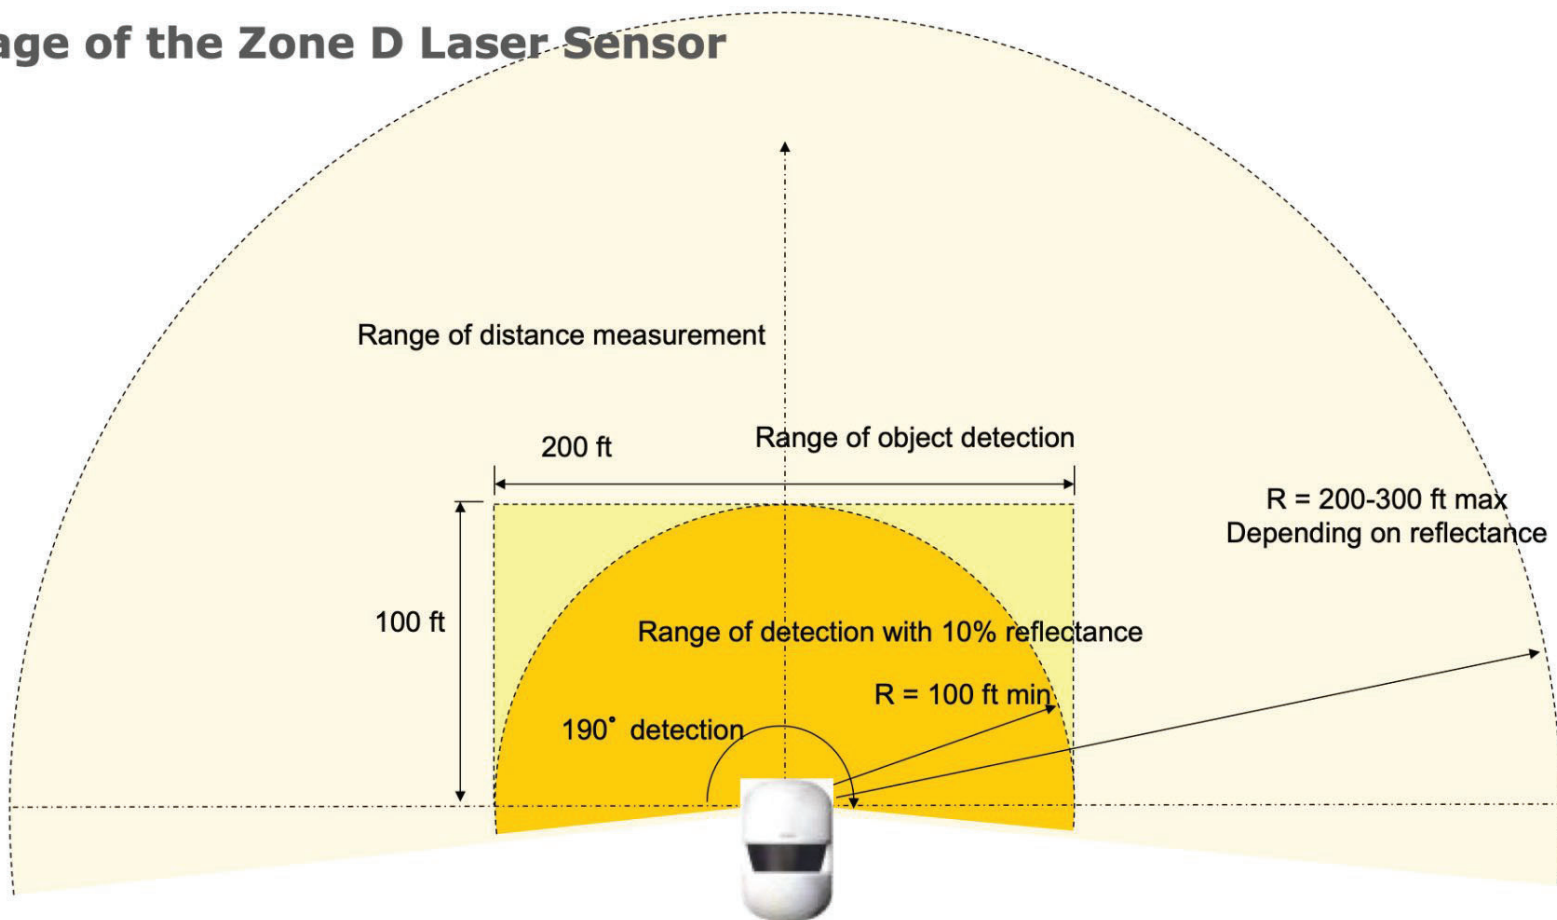 age of the Zone D Laser Sensor
Range of distance measurement
200 ft
Range of object detection
R = 200-300 ft max
Depending on reflectance
100 ft
Range of detection with 10% reflectance
R = 100 ft min
190˚ detection